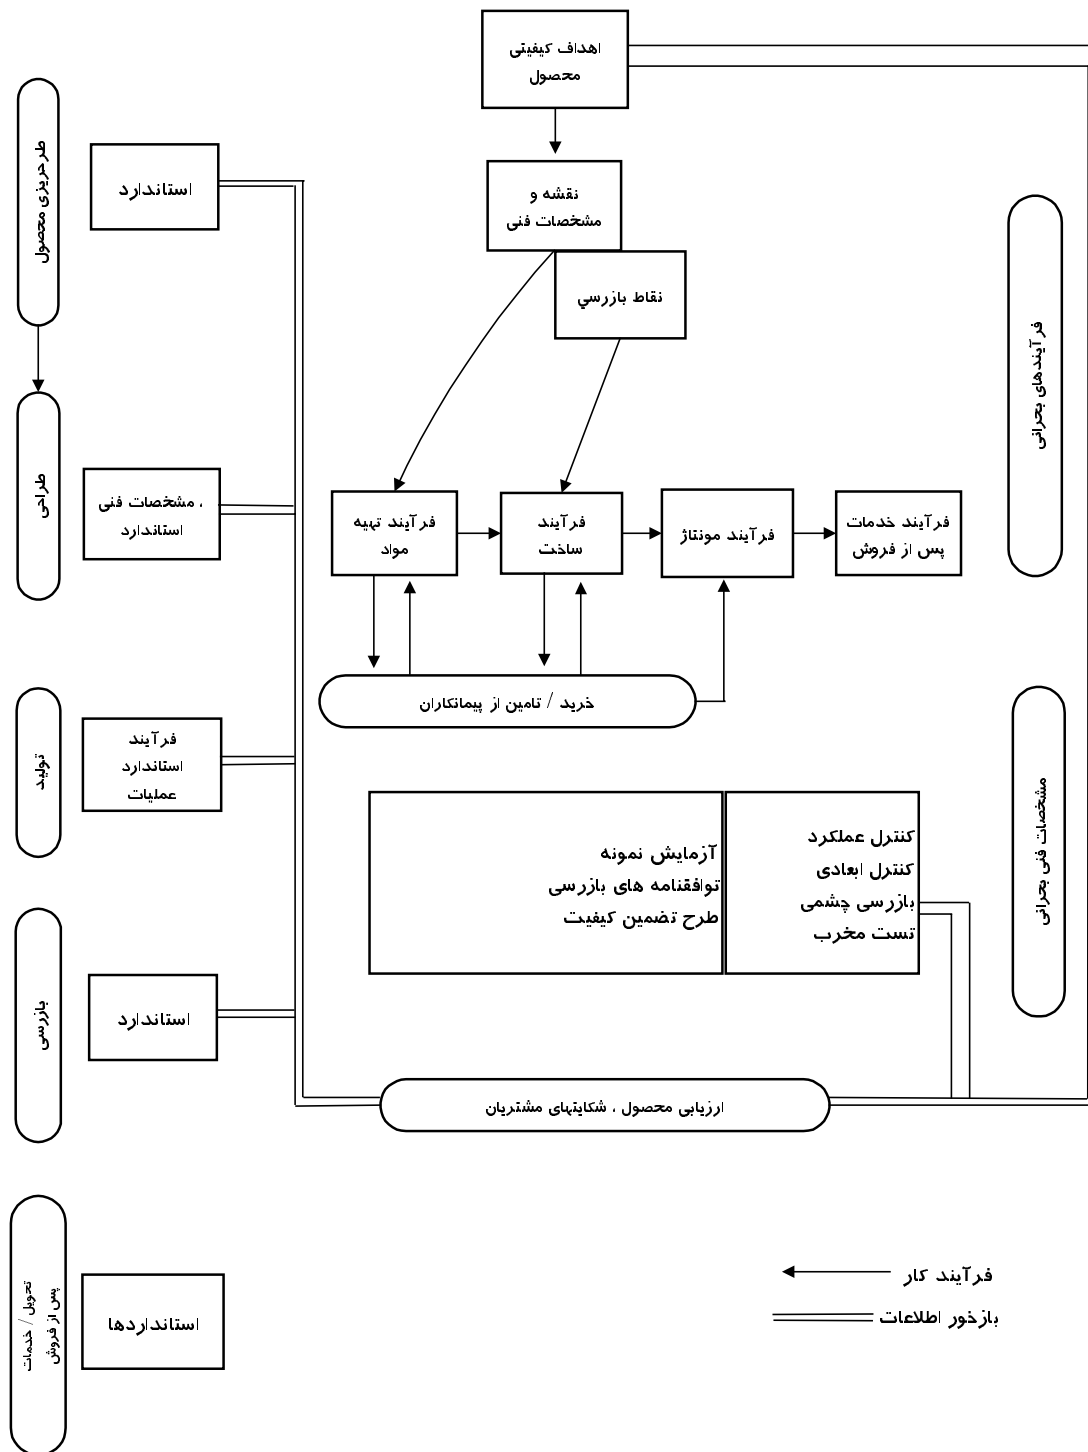 اهداف کیفیتی
محصول
طرحریزی محصول
استاندارد
نقشه و
مشخصات فنی
نقاط بازرسي
فرآیندهای بحرانی
طراحی
مشخصات فنی ،
استاندارد
فرآیند تهیه
مواد
فرآیند
ساخت
فرآیند مونتاژ
فرآیند خدمات
پس از فروش
خرید / تامین از پیمانکاران
تولید
فرآیند
استاندارد
عملیات
مشخصات فنی بحرانی
کنترل عملکرد
کنترل ابعادی
بازرسی چشمی
تست مخرب
آزمایش نمونه
توافقنامه های بازرسی
طرح تضمین کیفیت
بازرسی
استاندارد
ارزیابی محصول ، شکایتهای مشتریان
تحویل / خدمات
پس از فروش
استانداردها
فرآیند کار
بازخور اطلاعات